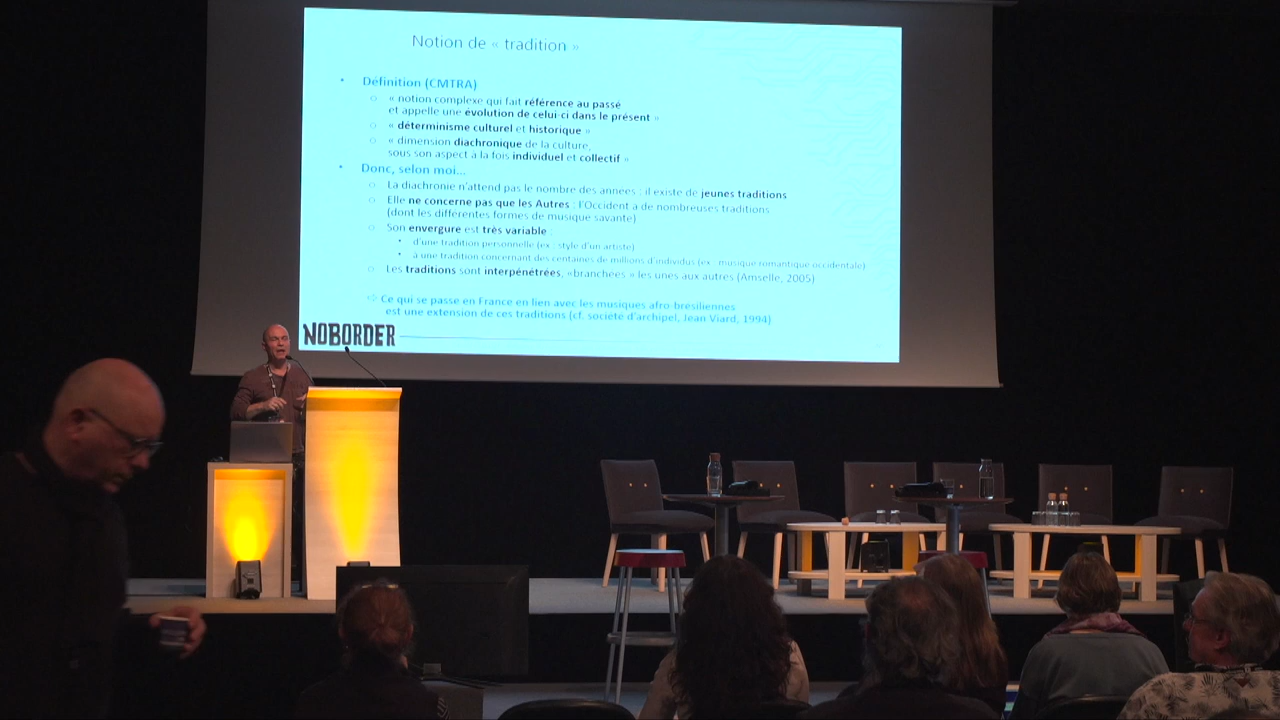 Notion de « tradition »
• Définition (CMTRA)
○ « notion complexe qui fait référence au passé
et appelle une évolution de celui-ci dans le présent »
○ « déterminisme culturel et historique »
○ « dimension diachronique de la culture,
sous son aspect à la fois individuel et collectif »
• Donc, selon moi...
○ La diachronie n'attend pas le nombre des années : il existe de jeunes traditions
○ Elle ne concerne pas que les Autres : l'Occident a de nombreuses traditions
(dont les différentes formes de musique savante)
○ Son envergure est très variable :
• d'une tradition personnelle (ex : style d'un artiste)
• à une tradition concernant des centaines de millions d'individus (ex : musique romantique occidentale)
○ Les traditions sont interpénétrées, «branchées » les unes aux autres (Amselle, 2005)
⇨ Ce qui se passe en France en lien avec les musiques afro-brésiliennes
est une extension de ces traditions (cf. société d'archipel, Jean Viard, 1994)
NOBORDER